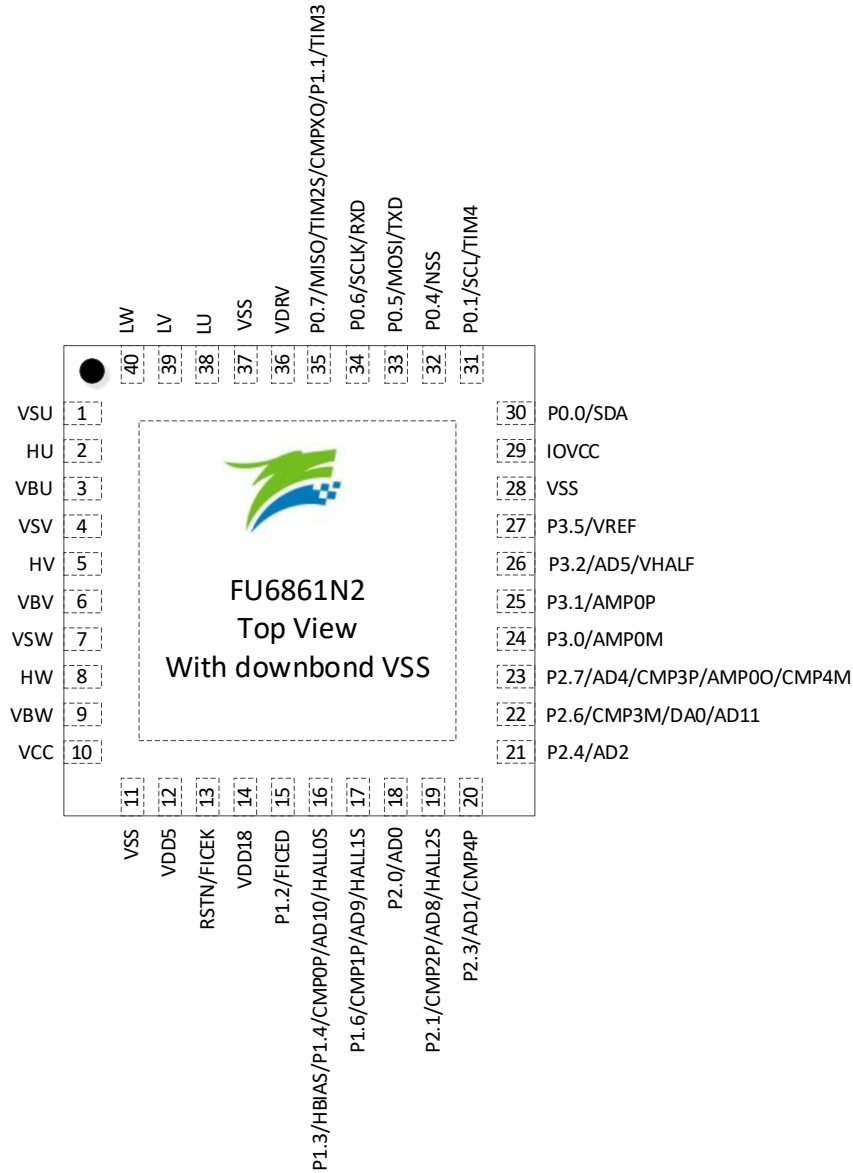 P0.7/MISO/TIM2S/CMPXO/P1.1/TIM3
P0.6/SCLK/RXD
P0.5/MOSI/TXD
P0.4/NSS
P0.1/SCL/TIM4
LW
LV
LU
VSS
VDRV
40
39
38
37
36
35
34
33
32
31
VSU 1
HU 2
VBU 3
VSV 4
HV 5
VBV 6
VSW 7
HW 8
VBW 9
VCC 10
FU6861N2
Top View
With downbond VSS
30 P0.0/SDA
29 IOVCC
28 VSS
27 P3.5/VREF
26 P3.2/AD5/VHALF
25 P3.1/AMP0P
24 P3.0/AMP0M
23 P2.7/AD4/CMP3P/AMP0O/CMP4M
22 P2.6/CMP3M/DA0/AD11
21 P2.4/AD2
11
12
13
14
15
16
17
18
19
20
VSS
VDD5
RSTN/FICEK
VDD18
P1.2/FICED
P1.3/HBIAS/P1.4/CMP0P/AD10/HALL0S
P1.6/CMP1P/AD9/HALL1S
P2.0/AD0
P2.1/CMP2P/AD8/HALL2S
P2.3/AD1/CMP4P